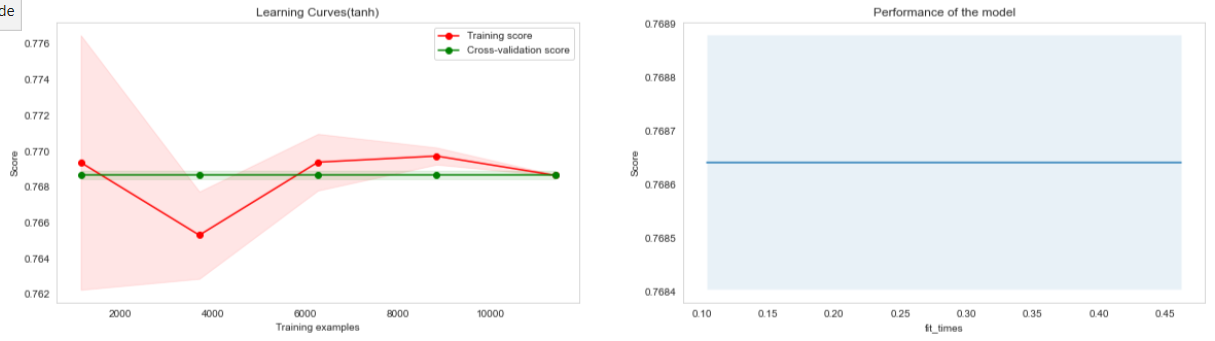 de
Learning Curves(tanh)
Training score
Cross-validation score
0.776
0.774
0.772
0.770
0.768
0.766
0.764
0.762
Score
2000 4000 6000 8000 10000
Training examples
Performance of the model
0.7689
0.7688
0.7687
0.7686
0.7685
0.7684
Score
0.10 0.15 0.20 0.25 0.30 0.35 0.40 0.45
fit_times